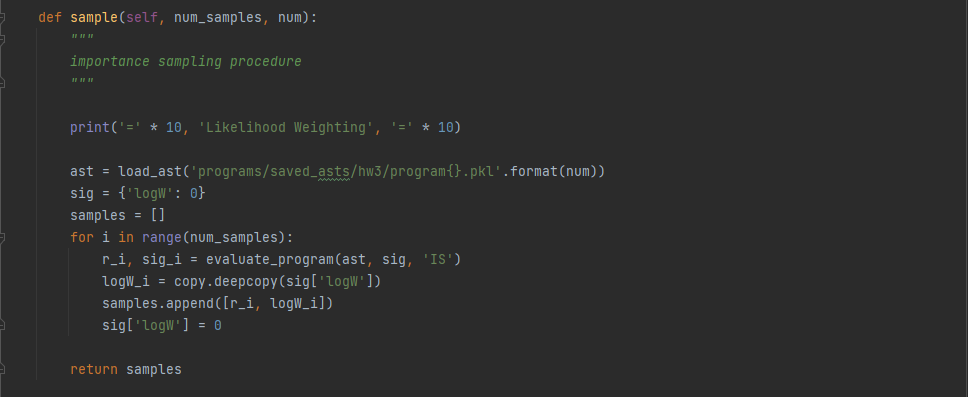 def sample(self, num_samples, num):
    """
    importance sampling procedure
    """
    print('=' * 10, 'Likelihood Weighting', '=' * 10)
    ast = load_ast('programs/saved_asts/hw3/program{}.pkl'.format(num))
    sig = {'logW': 0}
    samples = []
    for i in range(num_samples):
        r_i, sig_i = evaluate_program(ast, sig, 'IS')
        logW_i = copy.deepcopy(sig['logW'])
        samples.append([r_i, logW_i])
        sig['logW'] = 0
    return samples